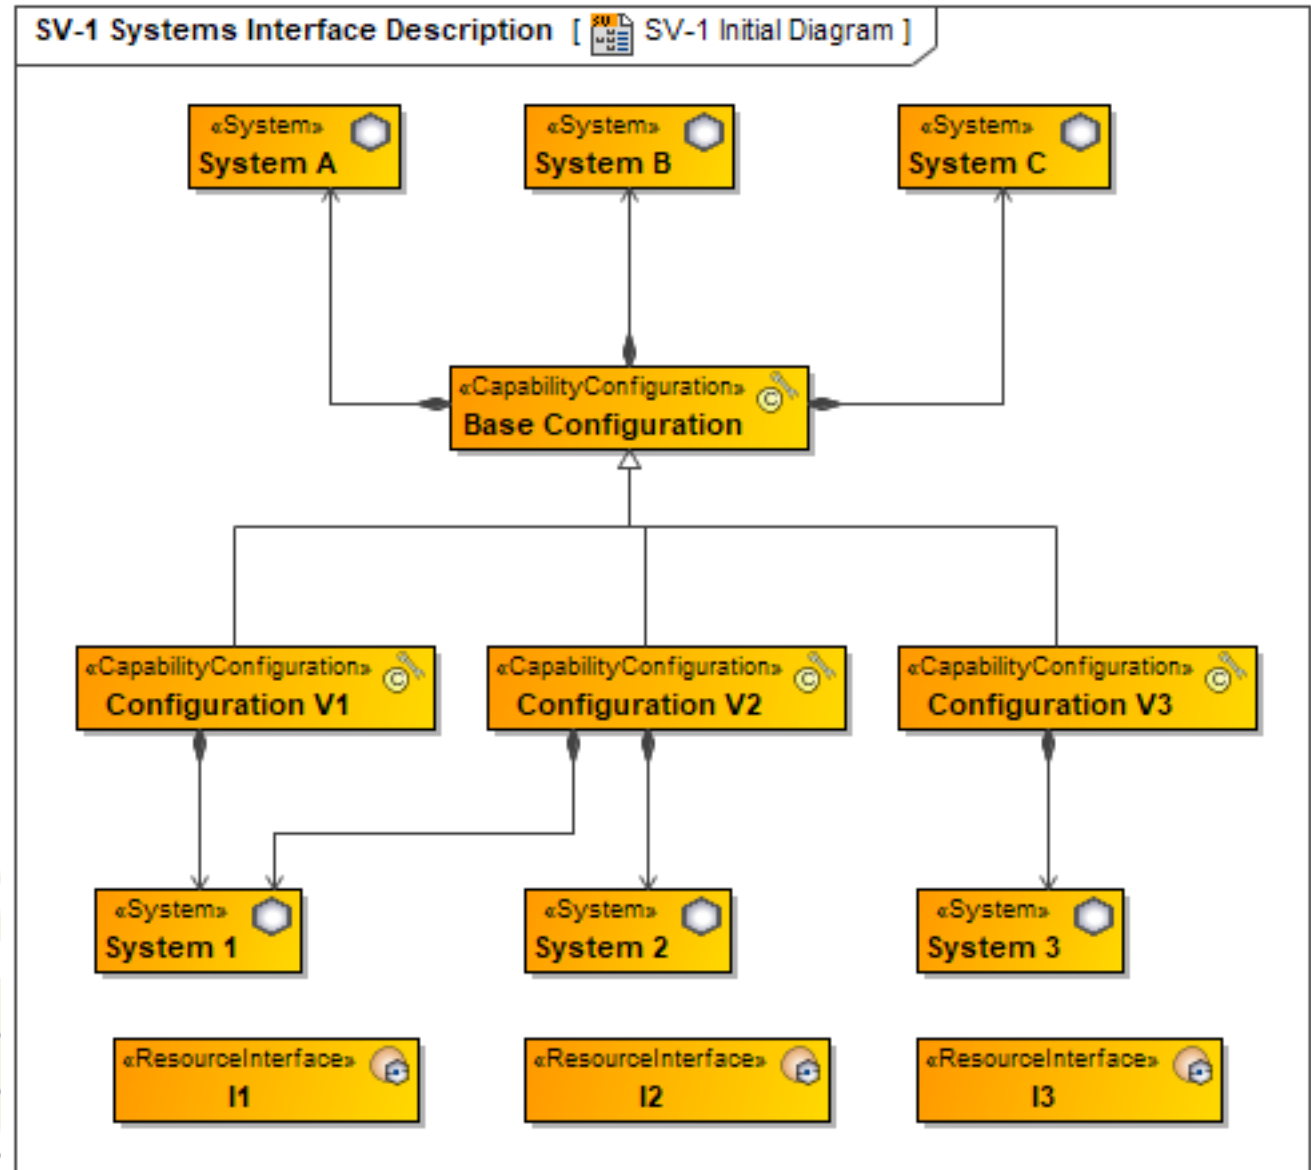 SV-1 Systems Interface Description [ SV-1 Initial Diagram ]
«System»
System A
«System»
System B
«System»
System C
«CapabilityConfiguration»
Base Configuration
«CapabilityConfiguration»
Configuration V1
«CapabilityConfiguration»
Configuration V2
«CapabilityConfiguration»
Configuration V3
«System»
System 1
«System»
System 2
«System»
System 3
«ResourceInterface»
I1
«ResourceInterface»
I2
«ResourceInterface»
I3